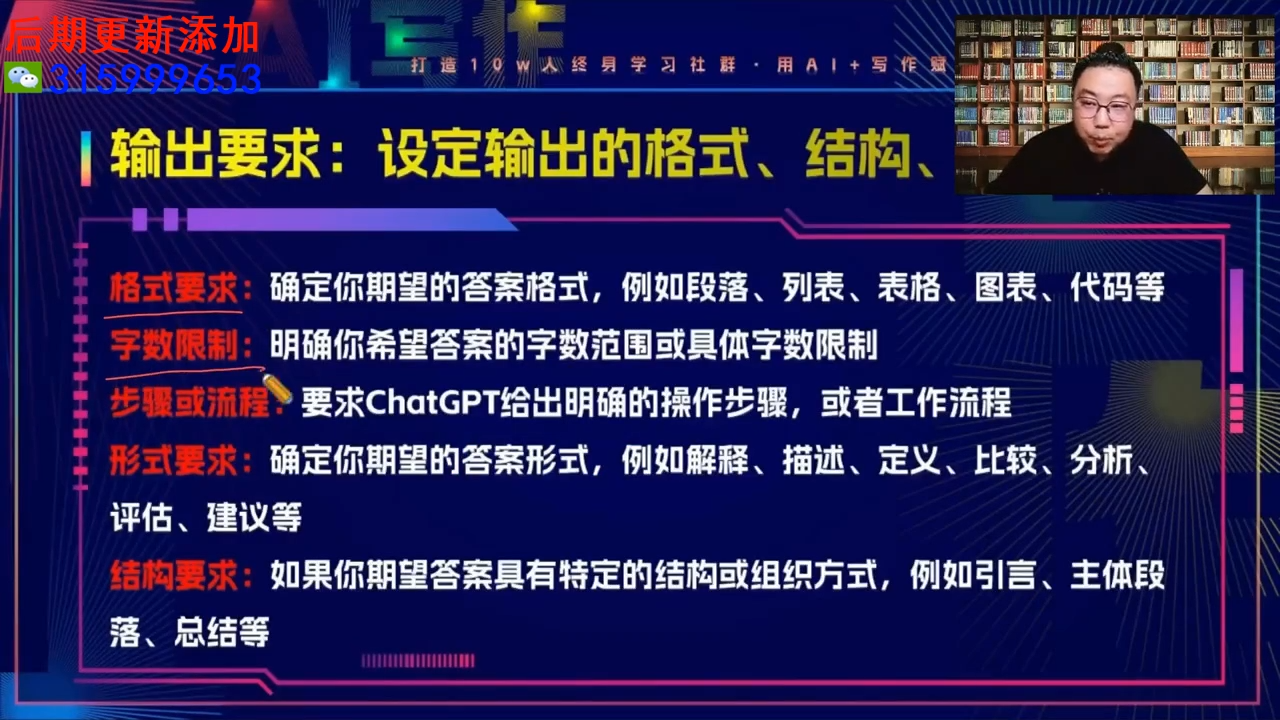 后期更新添加
315999653
AI写作
打造10w人终身学习社群·用AI+写作赋
输出要求：设定输出的格式、结构、
格式要求：确定你期望的答案格式，例如段落、列表、表格、图表、代码等
字数限制：明确你希望答案的字数范围或具体字数限制
步骤或流程：要求ChatGPT给出明确的操作步骤，或者工作流程
形式要求：确定你期望的答案形式，例如解释、描述、定义、比较、分析、
评估、建议等
结构要求：如果你期望答案具有特定的结构或组织方式，例如引言、主体段
落、总结等